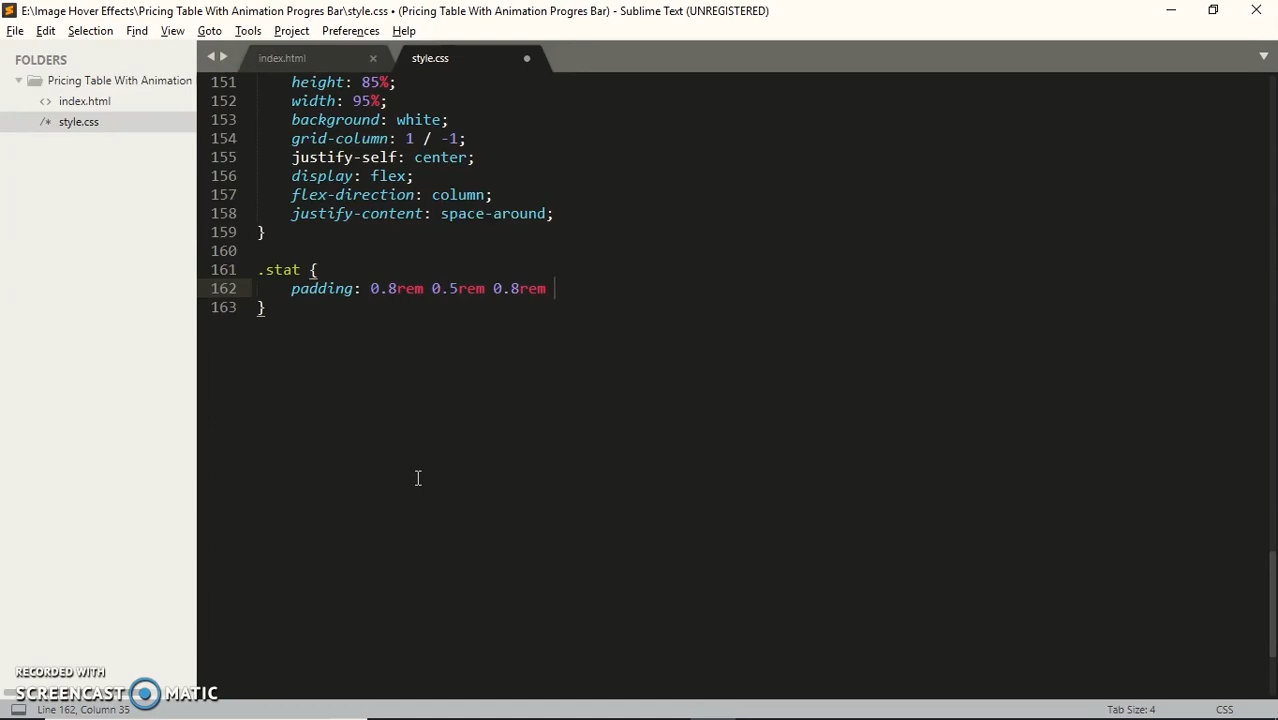 E:\Image Hover Effects\Pricing Table With Animation Progres Bar\style.css • (Pricing Table With Animation Progres Bar) - Sublime Text (UNREGISTERED)
File Edit Selection Find View Goto Tools Project Preferences Help
FOLDERS
Pricing Table With Animation
<> index.html
/* style.css
index.html
style.css
151 height: 85%;
152 width: 95%;
153 background: white;
154 grid-column: 1 / -1;
155 justify-self: center;
156 display: flex;
157 flex-direction: column;
158 justify-content: space-around;
159 }
160
161 .stat {
162 padding: 0.8rem 0.5rem 0.8rem
163 }
RECORDED WITH
SCREENCAST MATIC
Line 162, Column 35
Tab Size: 4
CSS